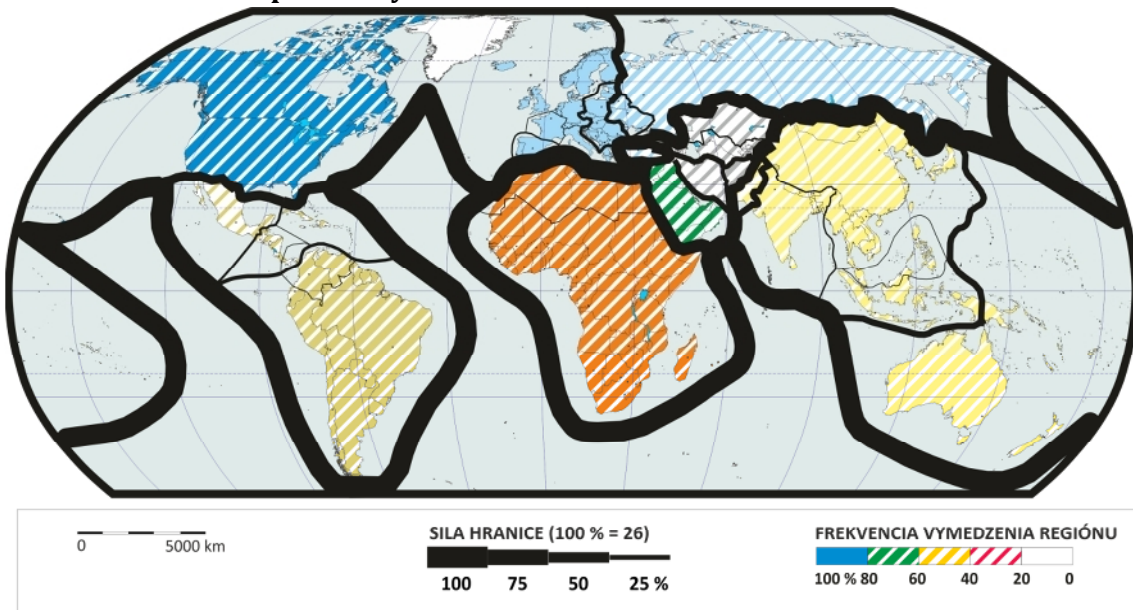 0 5000 km
SILA HRANICE (100 % = 26)
100 75 50 25 %
FREKVENCIA VYMEDZENIA REGIÓNU
100 % 80 60 40 20 0